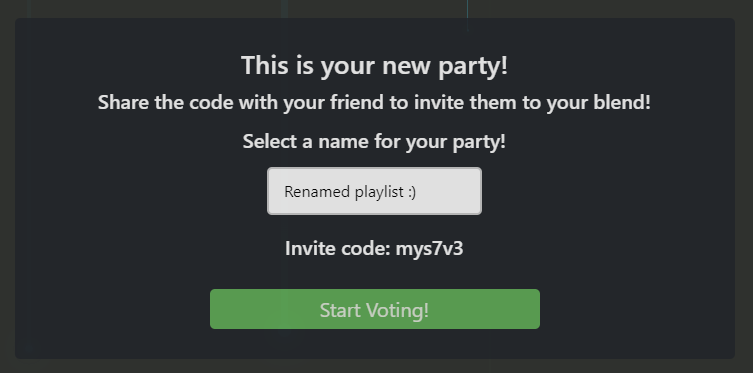 This is your new party!
Share the code with your friend to invite them to your blend!
Select a name for your party!
Renamed playlist :)
Invite code: mys7v3
Start Voting!